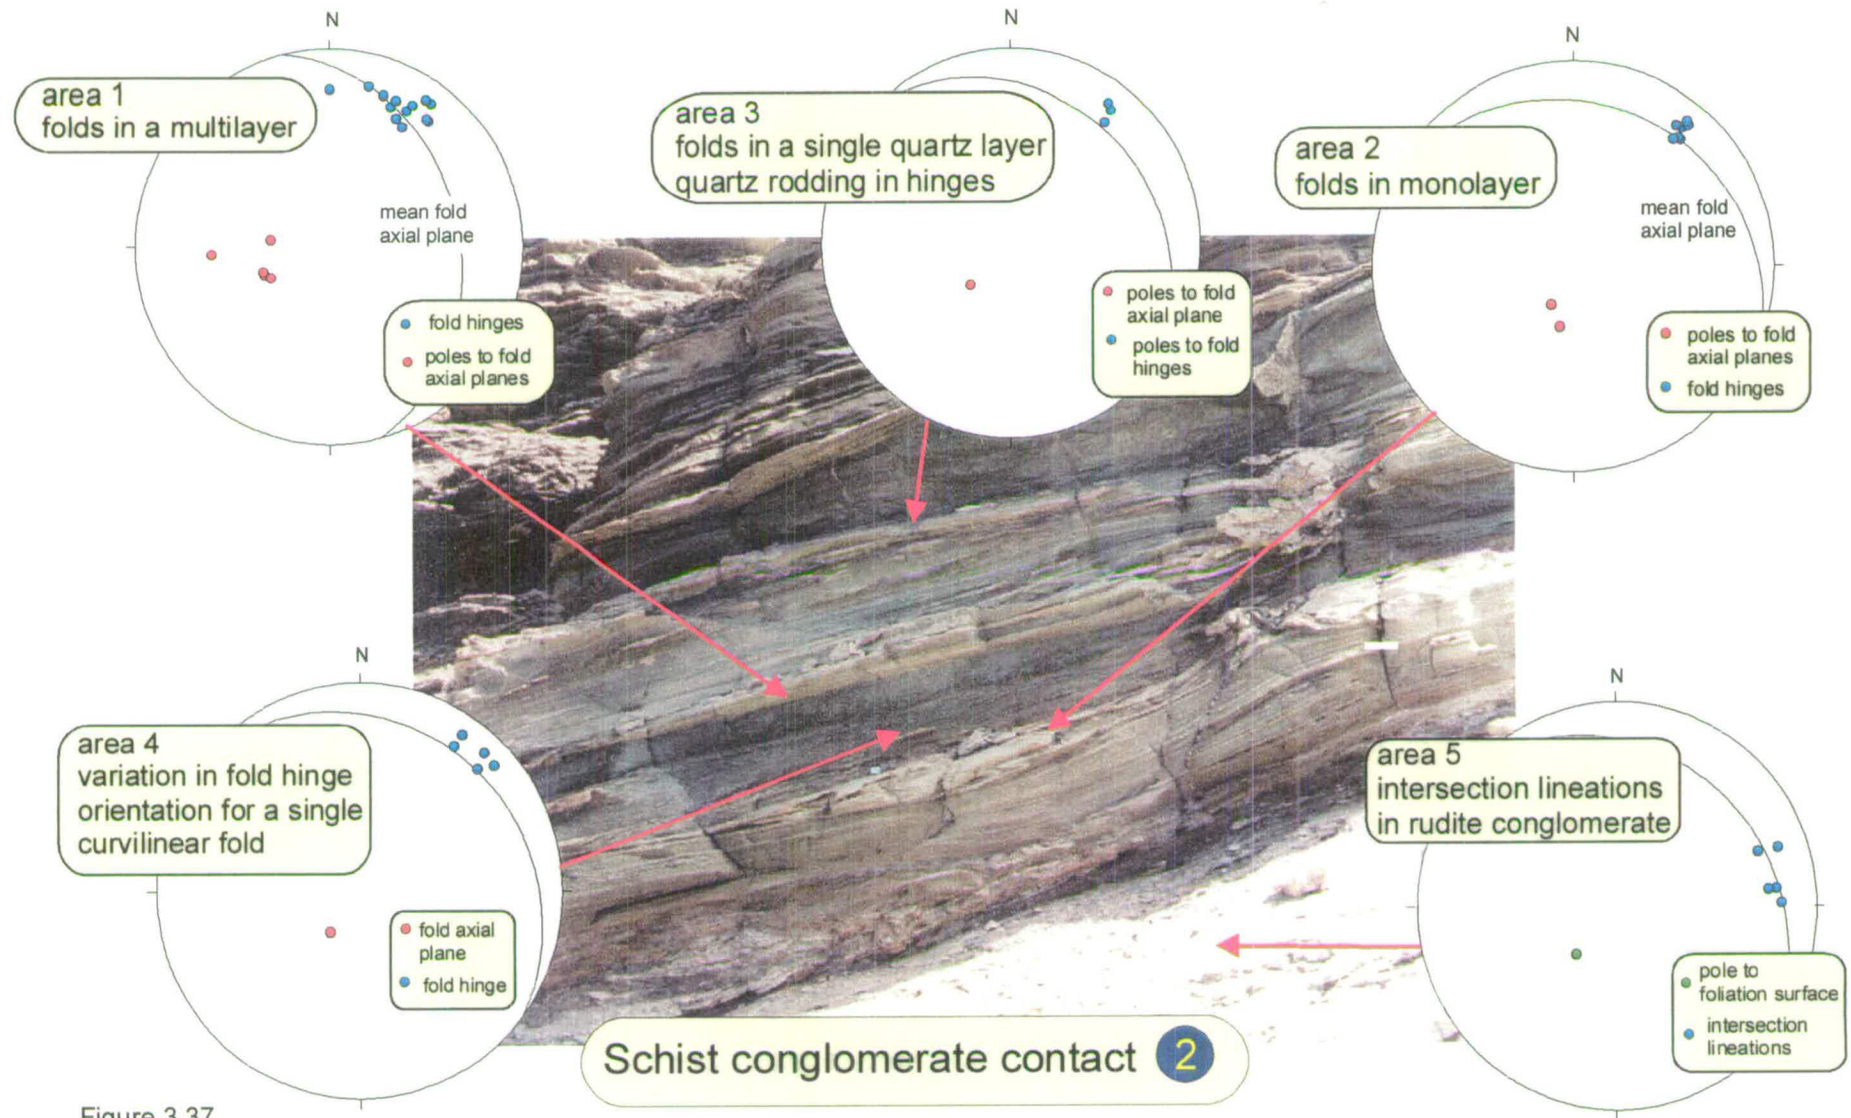 N
area 1
folds in a multilayer
mean fold
axial plane
fold hinges
poles to fold
axial planes
N
area 3
folds in a single quartz layer
quartz rodding in hinges
poles to fold
axial plane
poles to fold
hinges
N
area 2
folds in monolayer
mean fold
axial plane
poles to fold
axial planes
fold hinges
N
area 4
variation in fold hinge
orientation for a single
curvilinear fold
fold axial
plane
fold hinge
N
area 5
intersection lineations
in rudite conglomerate
pole to
foliation surface
intersection
lineations
Schist conglomerate contact 2
Figure 3.37